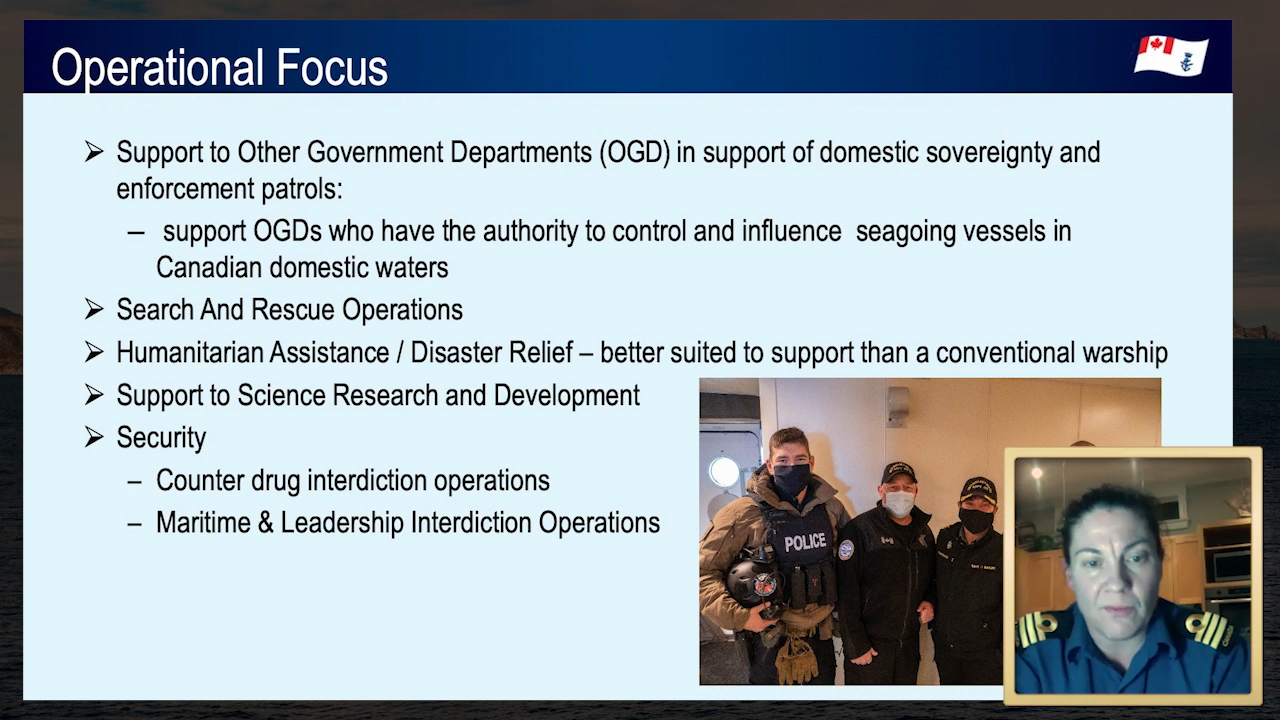 Operational Focus
➢ Support to Other Government Departments (OGD) in support of domestic sovereignty and
enforcement patrols:
– support OGDs who have the authority to control and influence seagoing vessels in
Canadian domestic waters
➢ Search And Rescue Operations
➢ Humanitarian Assistance / Disaster Relief – better suited to support than a conventional warship
➢ Support to Science Research and Development
➢ Security
– Counter drug interdiction operations
– Maritime & Leadership Interdiction Operations
POLICE